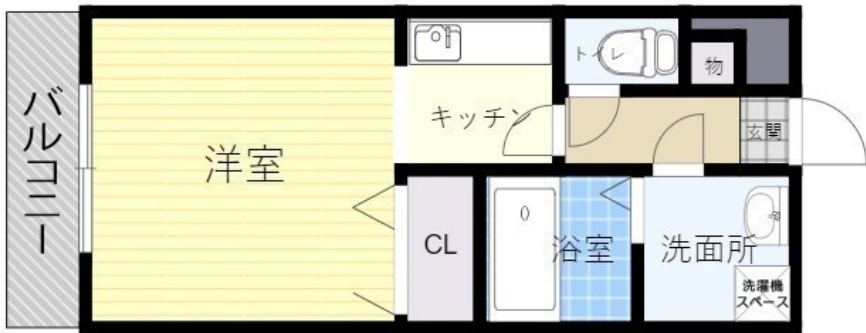 バルコニー
洋室
キッチン
トイレ
物
玄関
CL
浴室
洗面所
洗濯機
スペース